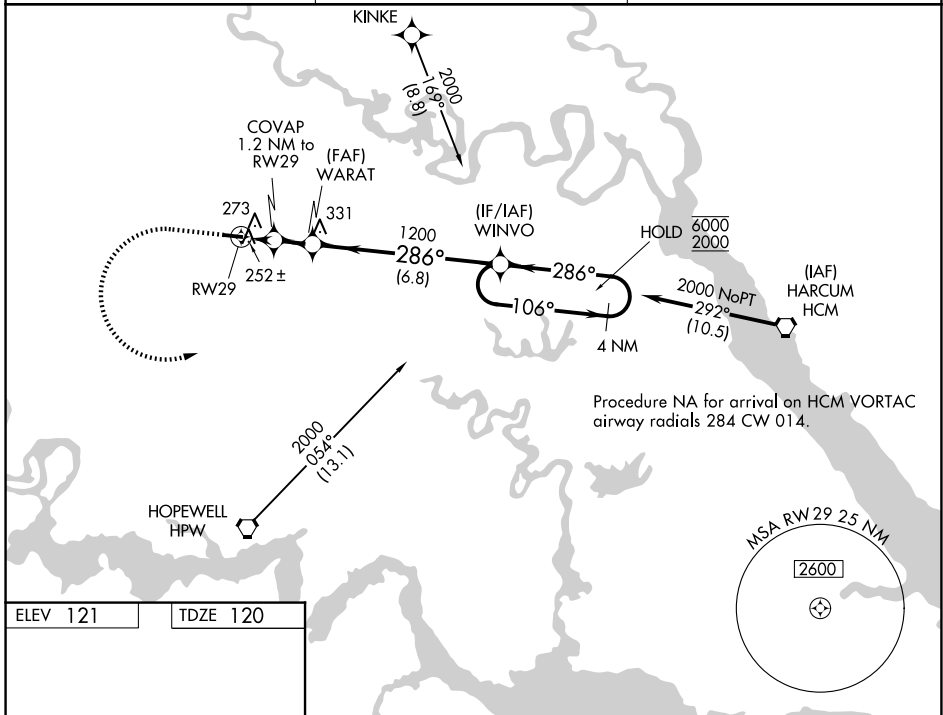 KINKE
2000
169°
(8.8)
COVAP
1.2 NM to
RW29
(FAF)
WARAT
273
331
252 ±
RW29
1200
286°
(6.8)
(IF/IAF)
WINVO
HOLD
6000
2000
286°
106°
4 NM
2000 NoPT
292°
(10.5)
(IAF)
HARCUM
HCM
Procedure NA for arrival on HCM VORTAC
airway radials 284 CW 014.
2000
054°
(13.1)
HOPEWELL
HPW
MSA RW29 25 NM
2600
ELEV 121
TDZE 120